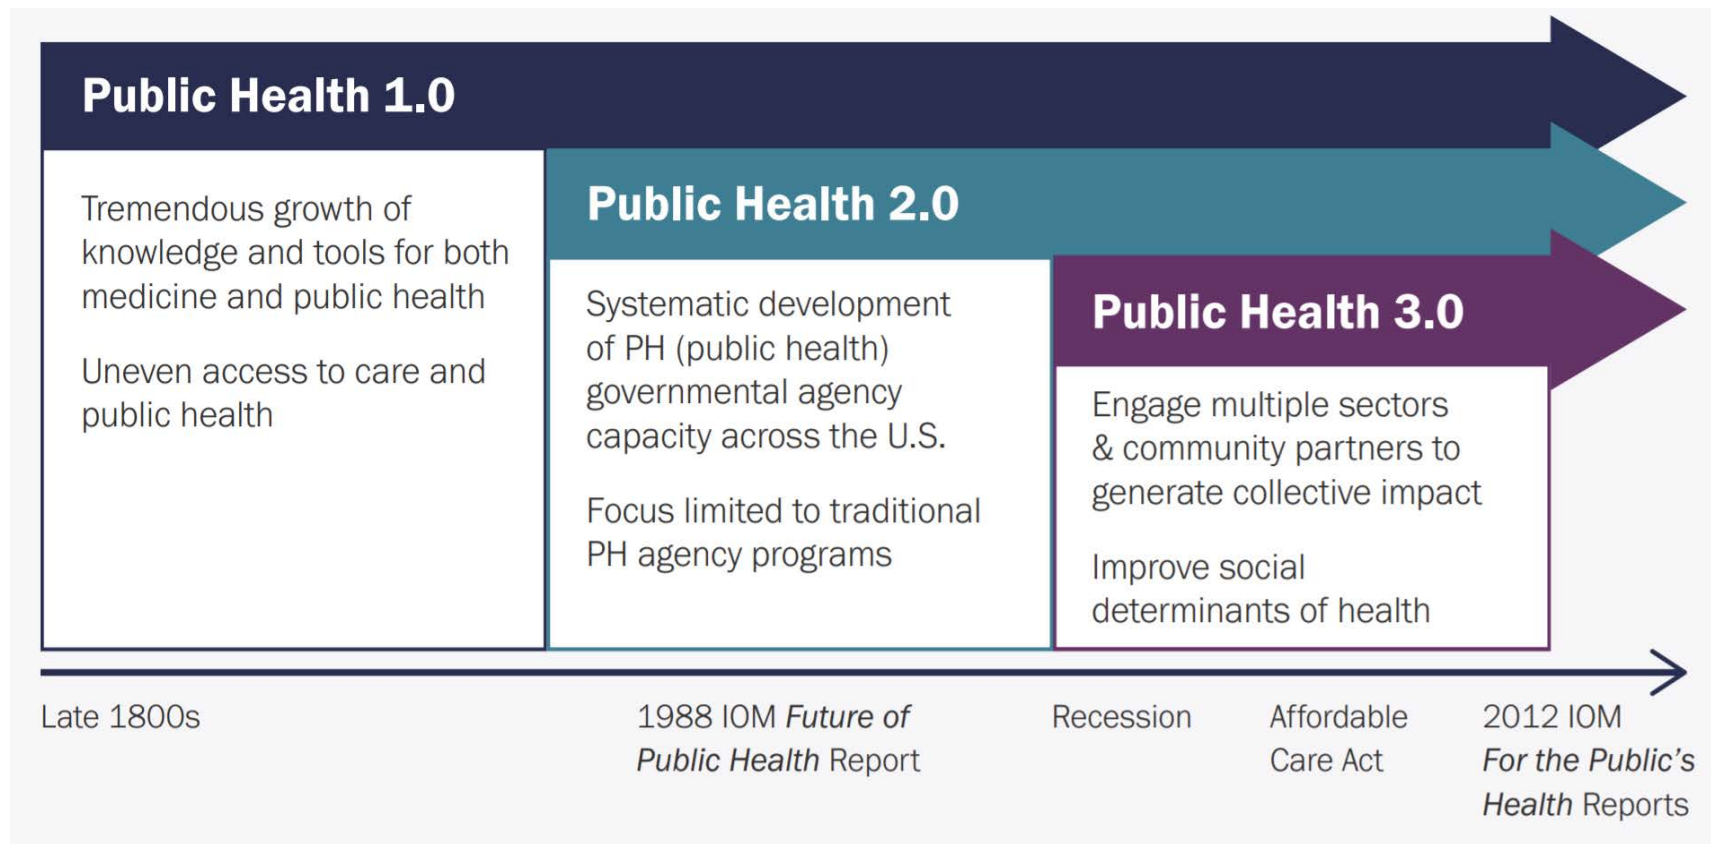 Public Health 1.0
Tremendous growth of
knowledge and tools for both
medicine and public health
Uneven access to care and
public health
Public Health 2.0
Systematic development
of PH (public health)
governmental agency
capacity across the U.S.
Focus limited to traditional
PH agency programs
Public Health 3.0
Engage multiple sectors
& community partners to
generate collective impact
Improve social
determinants of health
Late 1800s
1988 IOM Future of
Public Health Report
Recession
Affordable
Care Act
2012 IOM
For the Public's
Health Reports